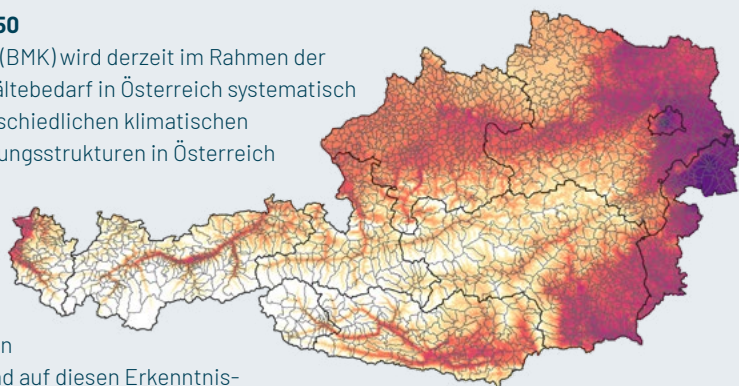 50
(BMK) wird derzeit im Rahmen der
ältebedarf in Österreich systematisch
schiedlichen klimatischen
ungsstrukturen in Österreich
n
d auf diesen Erkenntnis-